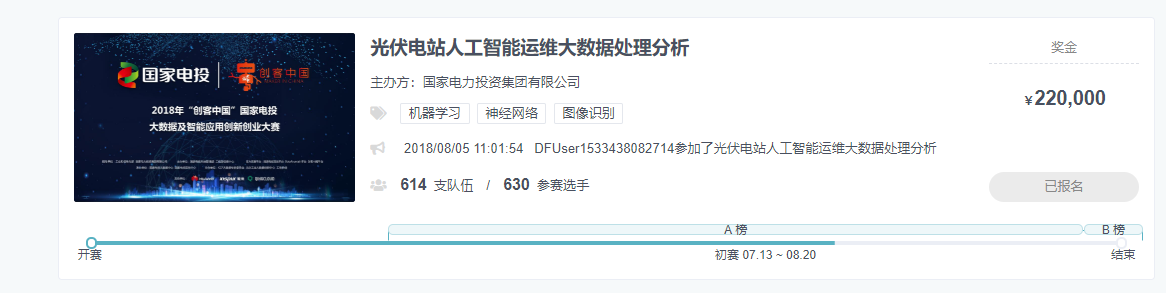 光伏电站人工智能运维大数据处理分析
主办方：国家电力投资集团有限公司
机器学习 神经网络 图像识别
2018/08/05 11:01:54 DFUser1533438082714参加了光伏电站人工智能运维大数据处理分析
614 支队伍 / 630 参赛选手
奖金
¥220,000
已报名
国家电投 创客中国
2018年“创客中国”国家电投
大数据及智能应用创新创业大赛
inspur 浪潮
A 榜 B 榜
开赛 初赛 07.13 ~ 08.20 结束